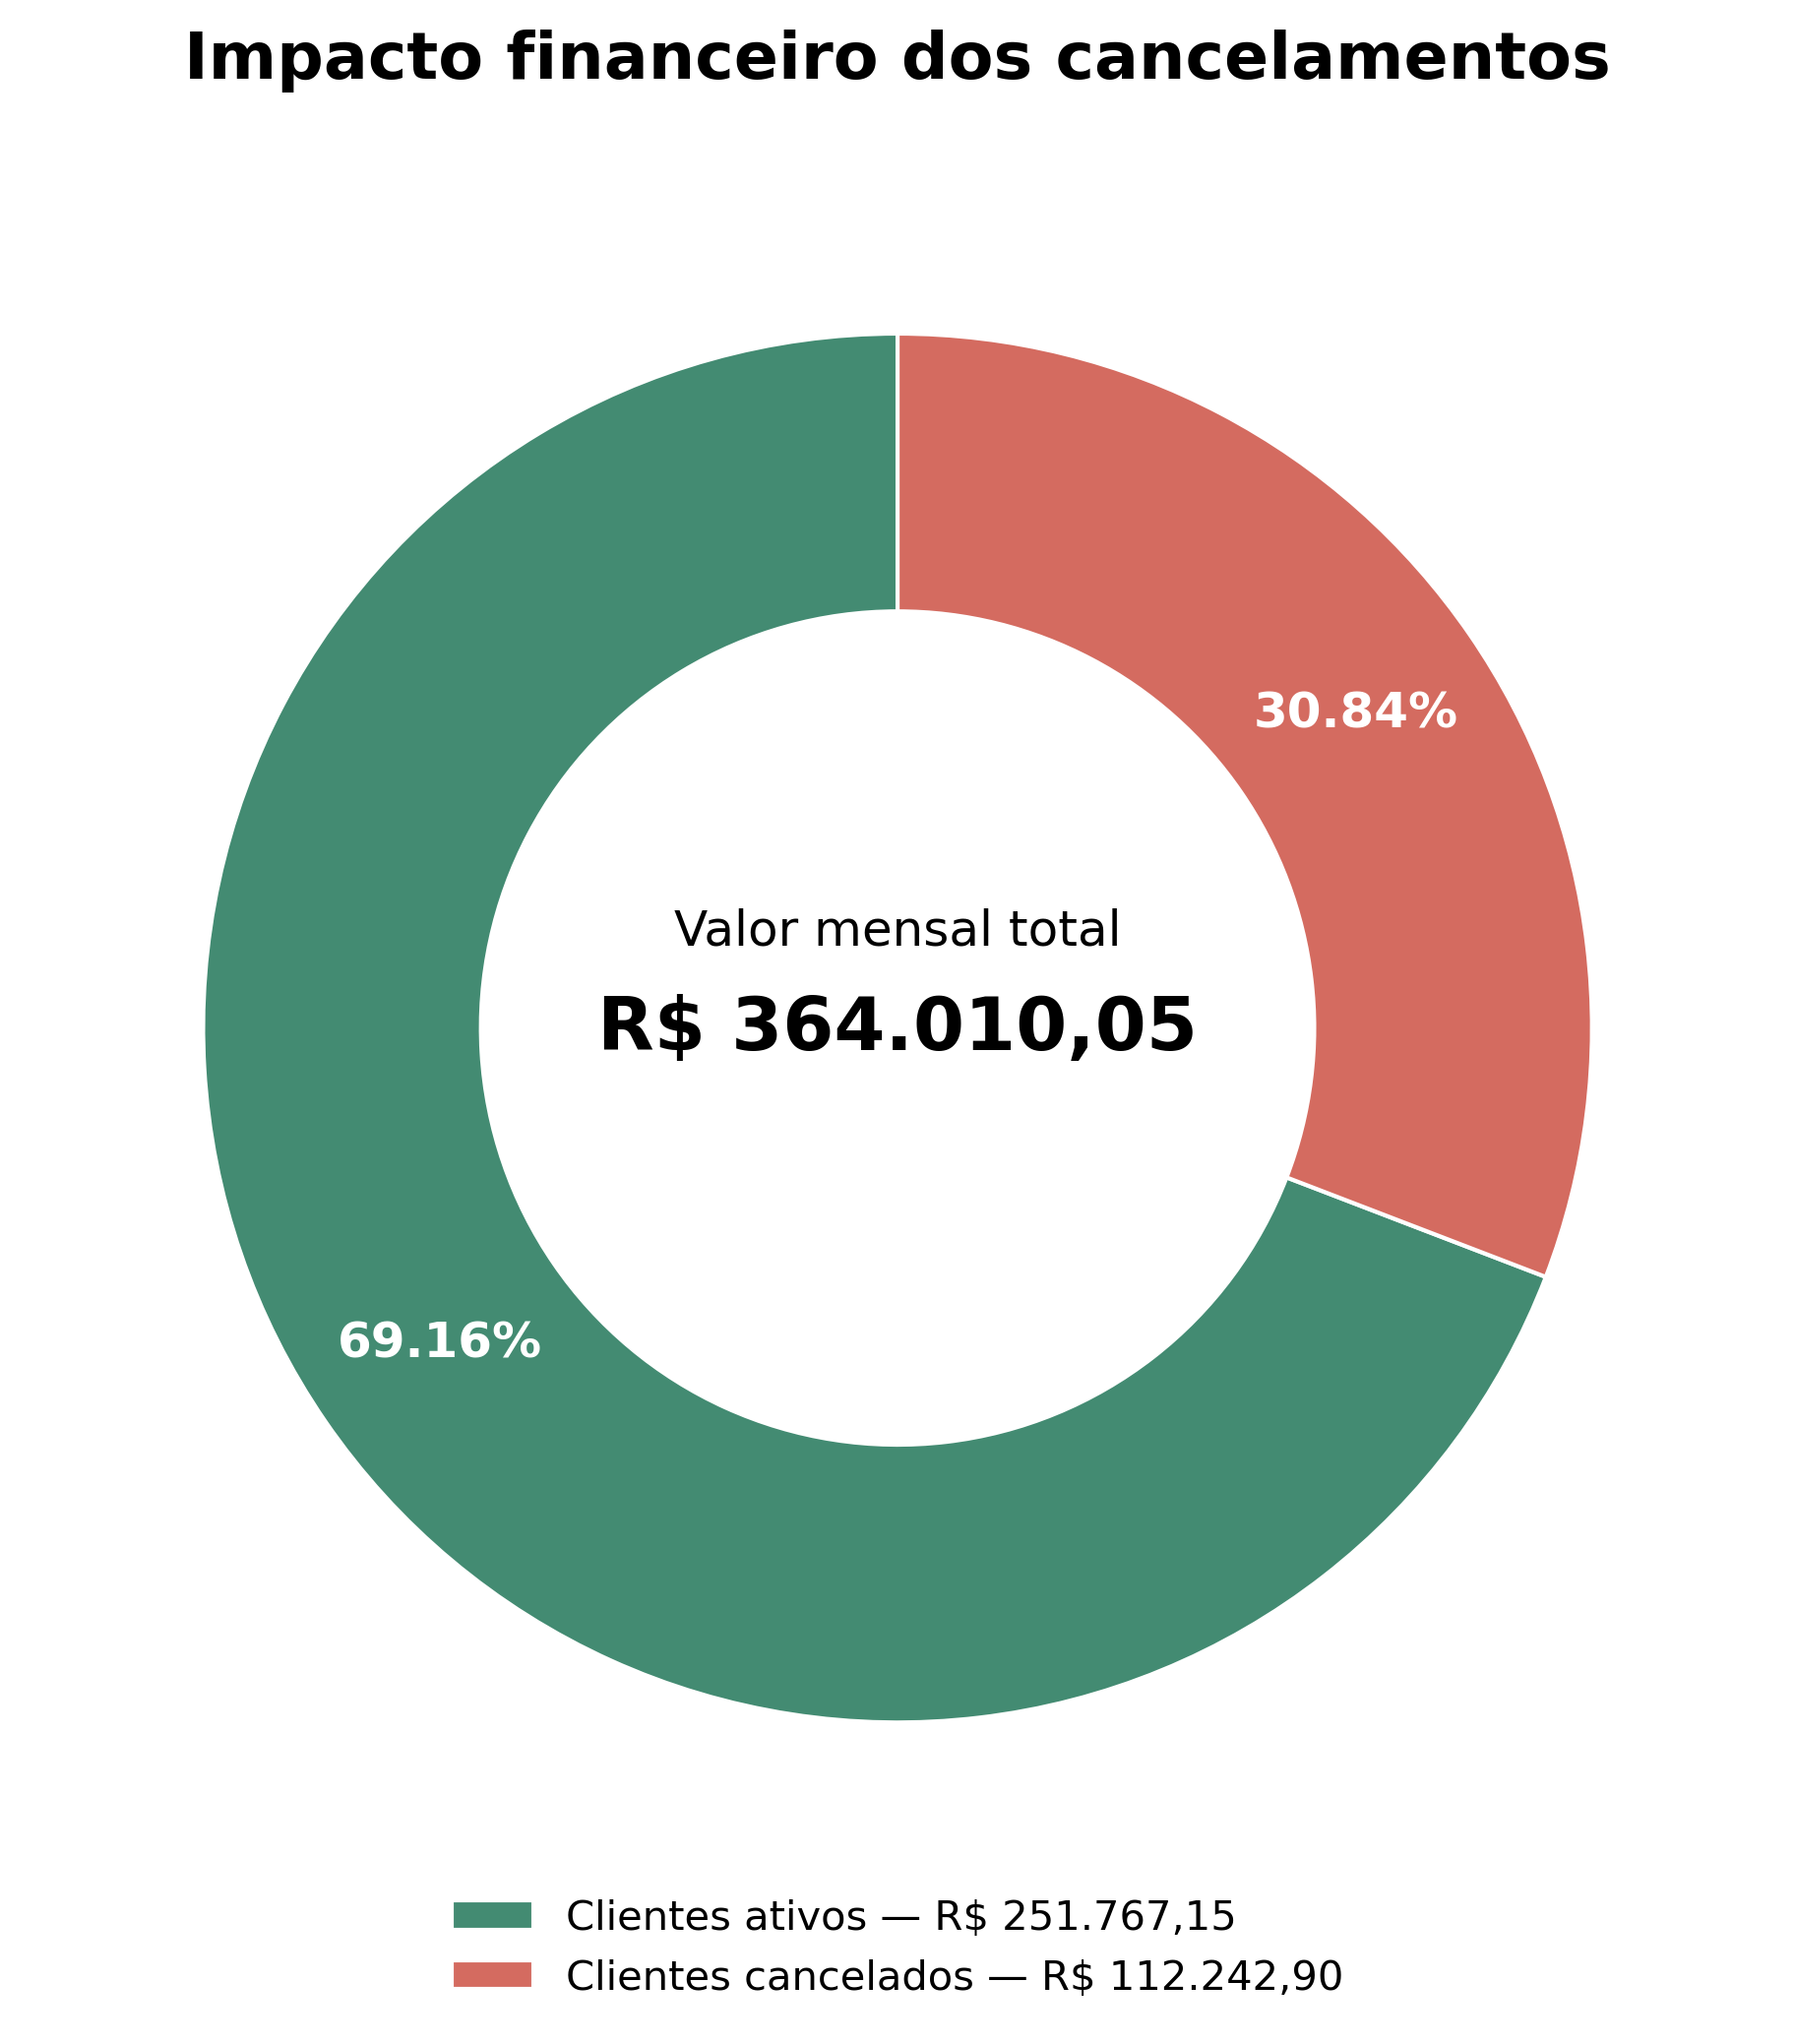 Impacto financeiro dos cancelamentos
30.84%
Valor mensal total
R$ 364.010,05
69.16%
Clientes ativos — R$ 251.767,15
Clientes cancelados — R$ 112.242,90